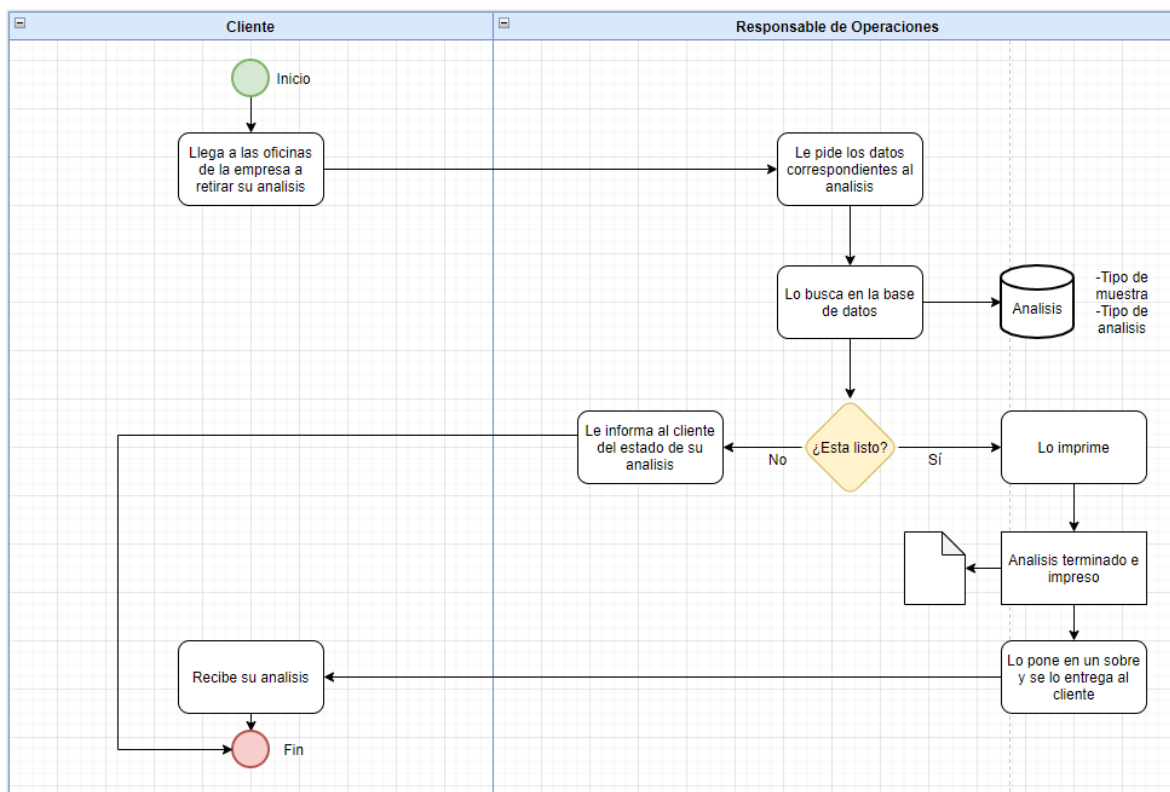 Cliente
Responsable de Operaciones
Inicio
Llega a las oficinas
de la empresa a
retirar su analisis
Le pide los datos
correspondientes al
analisis
Lo busca en la base
de datos
Analisis
-Tipo de
muestra
-Tipo de
analisis
Le informa al cliente
del estado de su
analisis
No
¿Esta listo?
Sí
Lo imprime
Analisis terminado e
impreso
Recibe su analisis
Lo pone en un sobre
y se lo entrega al
cliente
Fin